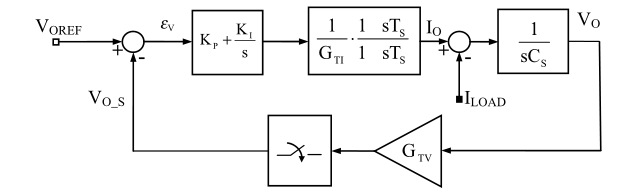 V_OREF
+
-
ε_V
K_P + K_I/s
1/G_TI · 1 sT_S/1 sT_S
I_O
+
-
I_LOAD
1/sC_S
V_O
V_O_S
G_TV